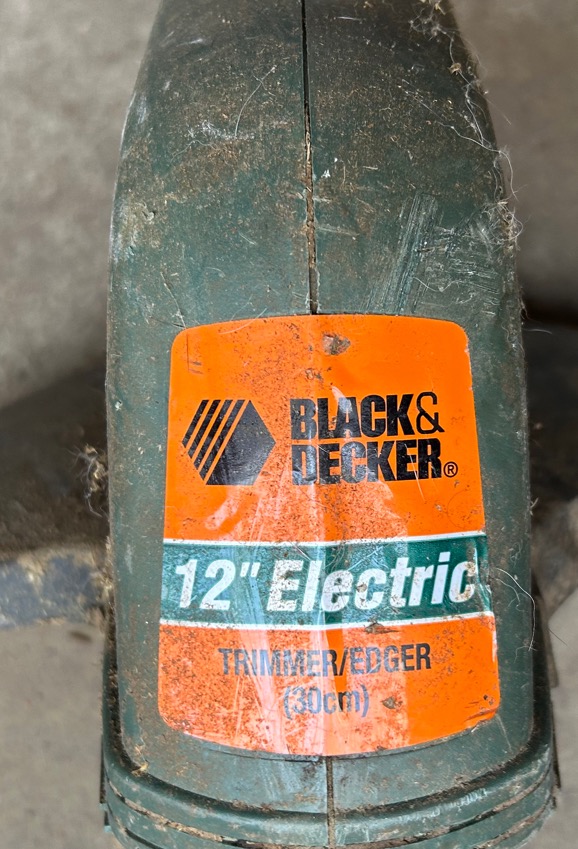 BLACK&
DECKER®
12" Electric
TRIMMER/EDGER
(30cm)